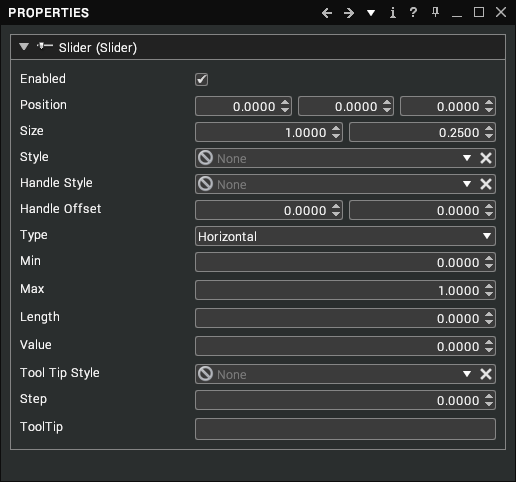 PROPERTIES
Slider (Slider)
Enabled
Position 0.0000 0.0000 0.0000
Size 1.0000 0.2500
Style None
Handle Style None
Handle Offset 0.0000 0.0000
Type Horizontal
Min 0.0000
Max 1.0000
Length 0.0000
Value 0.0000
Tool Tip Style None
Step 0.0000
ToolTip